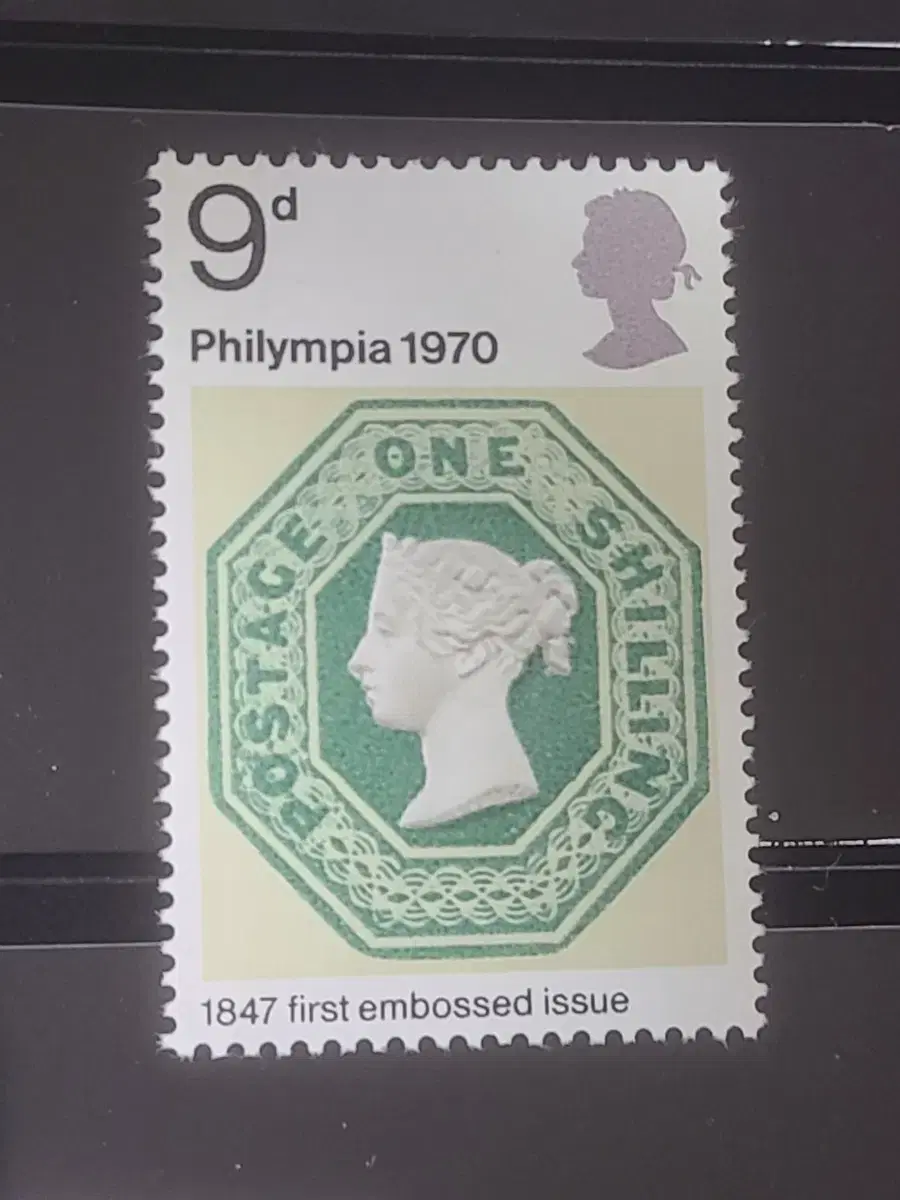 9d
Philympia 1970
POSTAGE ONE SHILLING
1847 first embossed issue